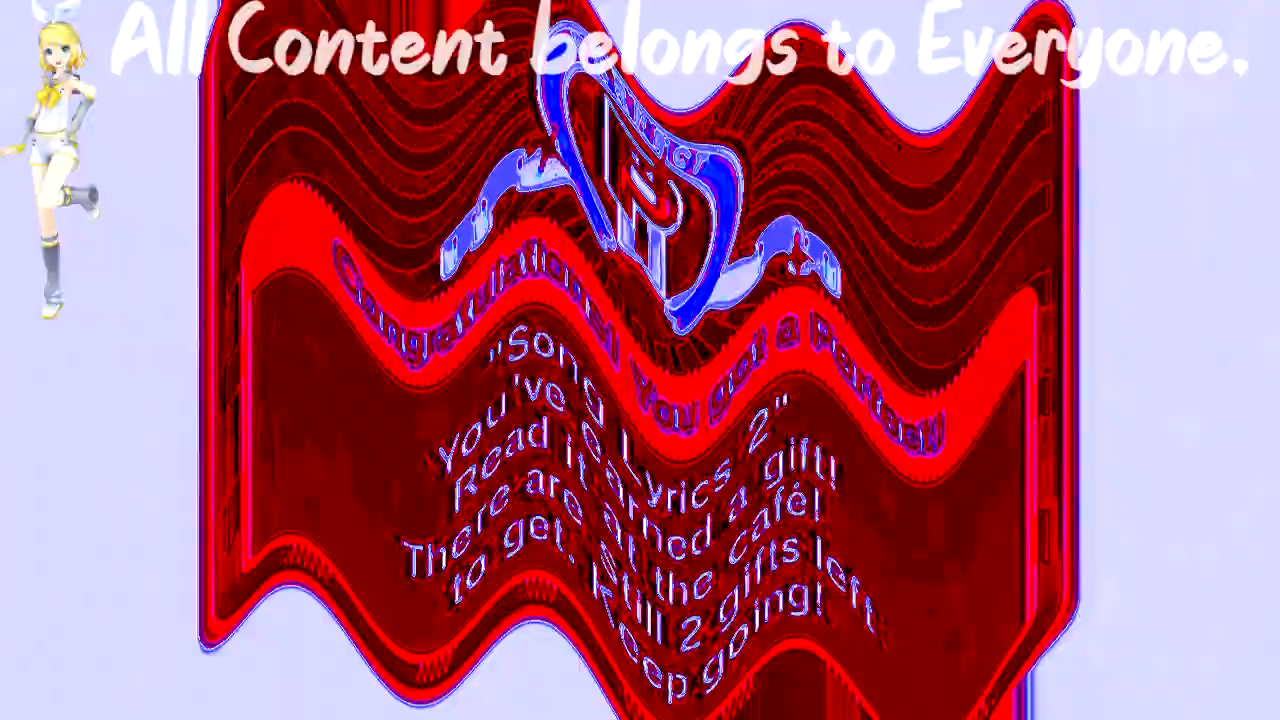 All Content belongs to Everyone.
PERFECT
Congratulations! You got a Perfect!
"Song Lyrics 2"
You've earned a gift!
Read it at the café!
There are still 2 gifts left
to get. Keep going!